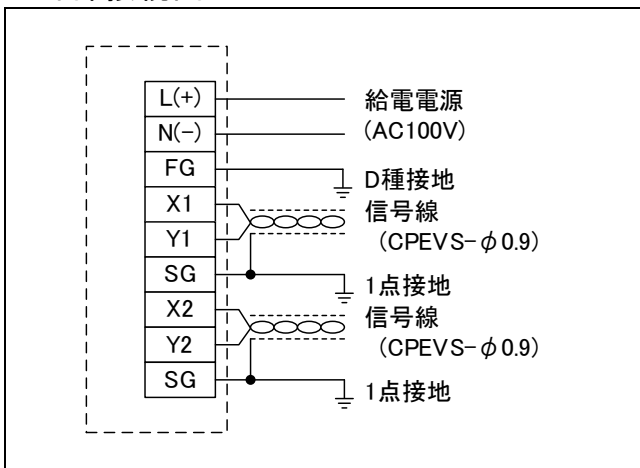 L(+)
N(−)
FG
X1
Y1
SG
X2
Y2
SG
給電電源
(AC100V)
D種接地
信号線
(CPEVS-φ0.9)
1点接地
信号線
(CPEVS-φ0.9)
1点接地